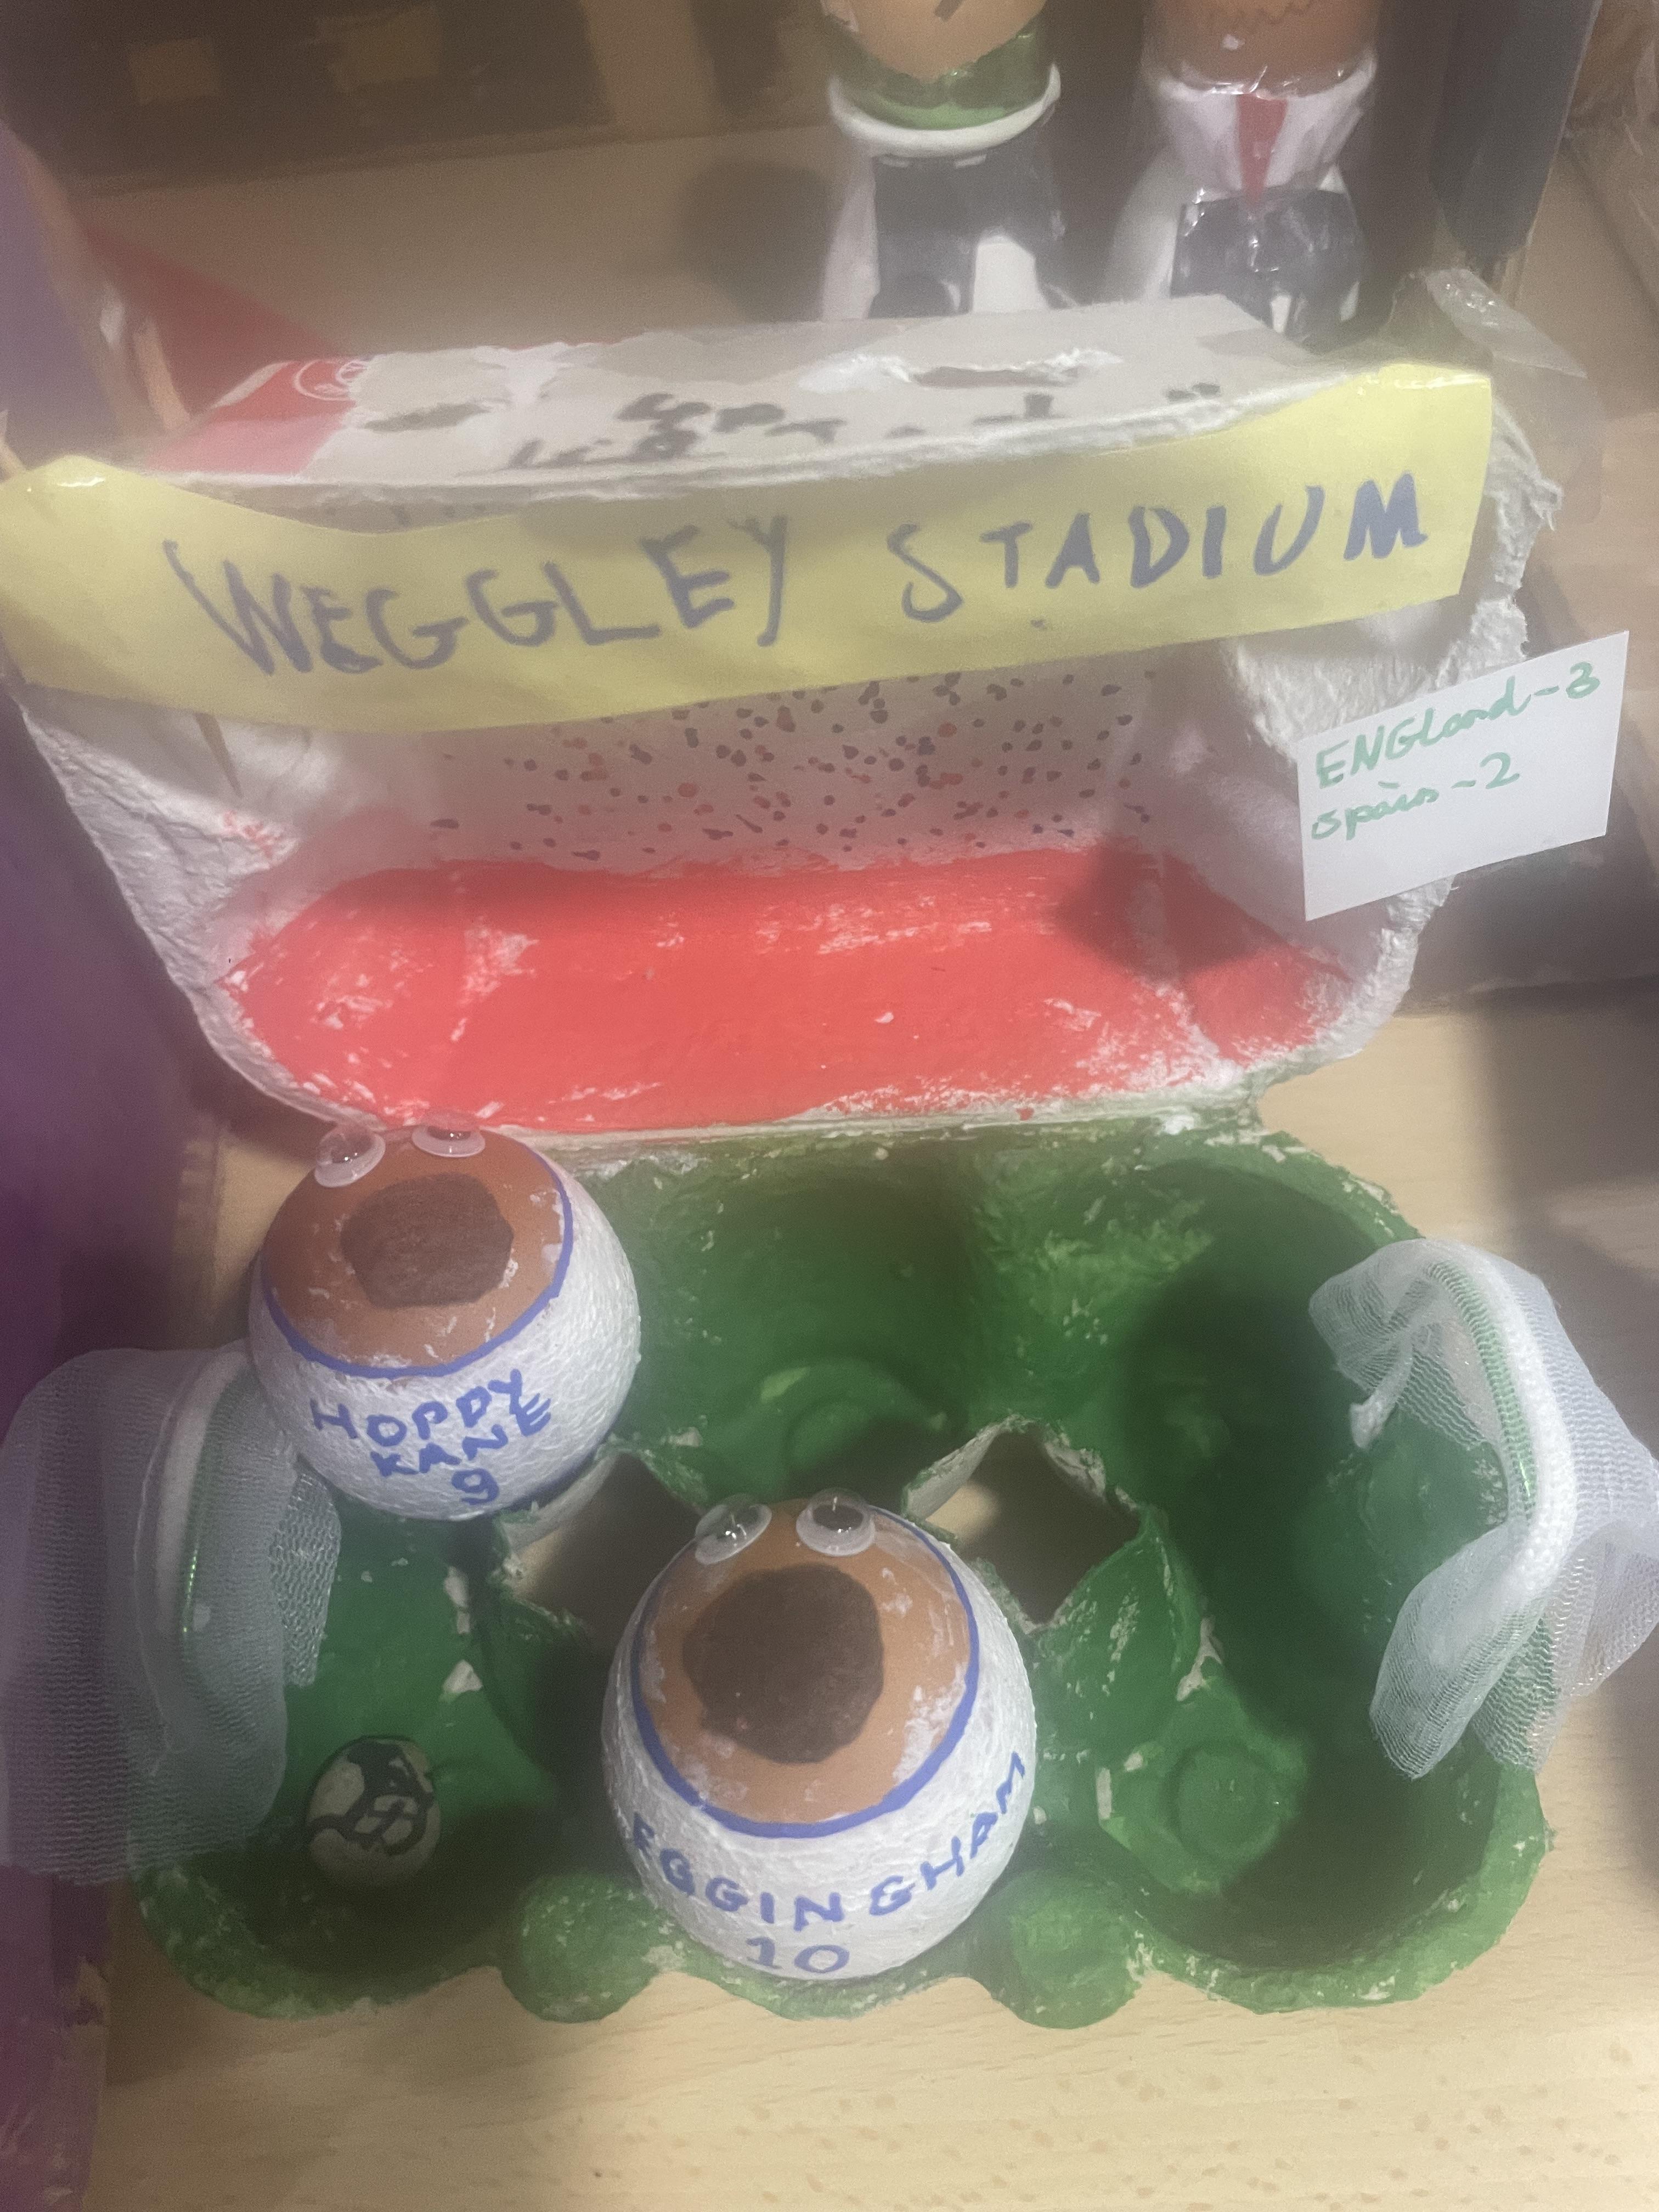 WEGGLEY STADIUM
ENGLand-3
spain-2
HOPPY
KANE
9
EGGINGHAM
10